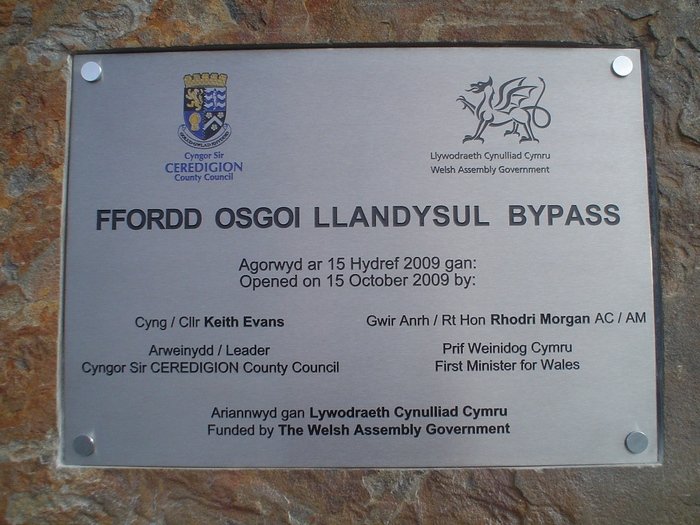 Cyngor Sir
CEREDIGION
County Council
Llywodraeth Cynulliad Cymru
Welsh Assembly Government
FFORDD OSGOI LLANDYSUL BYPASS
Agorwyd ar 15 Hydref 2009 gan:
Opened on 15 October 2009 by:
Cyng / Cllr Keith Evans
Arweinydd / Leader
Cyngor Sir CEREDIGION County Council
Gwir Anrh / Rt Hon Rhodri Morgan AC / AM
Prif Weinidog Cymru
First Minister for Wales
Ariannwyd gan Lywodraeth Cynulliad Cymru
Funded by The Welsh Assembly Government